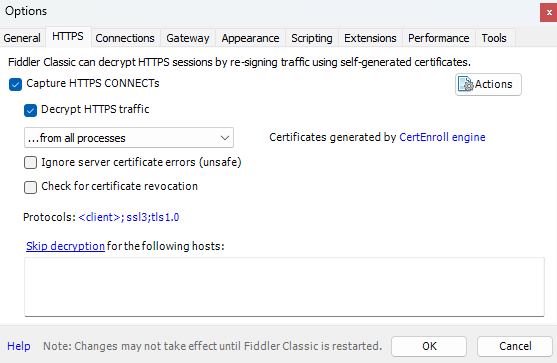 Options
x
General HTTPS Connections Gateway Appearance Scripting Extensions Performance Tools
Fiddler Classic can decrypt HTTPS sessions by re-signing traffic using self-generated certificates.
Capture HTTPS CONNECTs
Actions
Decrypt HTTPS traffic
...from all processes
Certificates generated by CertEnroll engine
Ignore server certificate errors (unsafe)
Check for certificate revocation
Protocols: <client>; ssl3;tls1.0
Skip decryption for the following hosts:
Help Note: Changes may not take effect until Fiddler Classic is restarted. OK Cancel